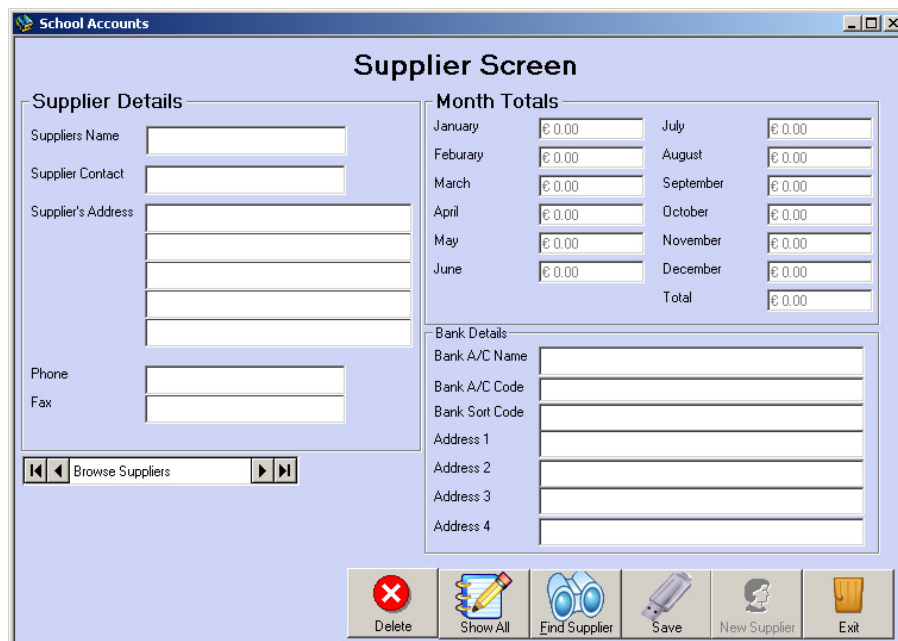 School Accounts
Supplier Screen
Supplier Details
Suppliers Name
Supplier Contact
Supplier's Address
Phone
Fax
Browse Suppliers
Month Totals
January € 0.00 July € 0.00
Feburary € 0.00 August € 0.00
March € 0.00 September € 0.00
April € 0.00 October € 0.00
May € 0.00 November € 0.00
June € 0.00 December € 0.00
Total € 0.00
Bank Details
Bank A/C Name
Bank A/C Code
Bank Sort Code
Address 1
Address 2
Address 3
Address 4
Delete Show All Find Supplier Save New Supplier Exit